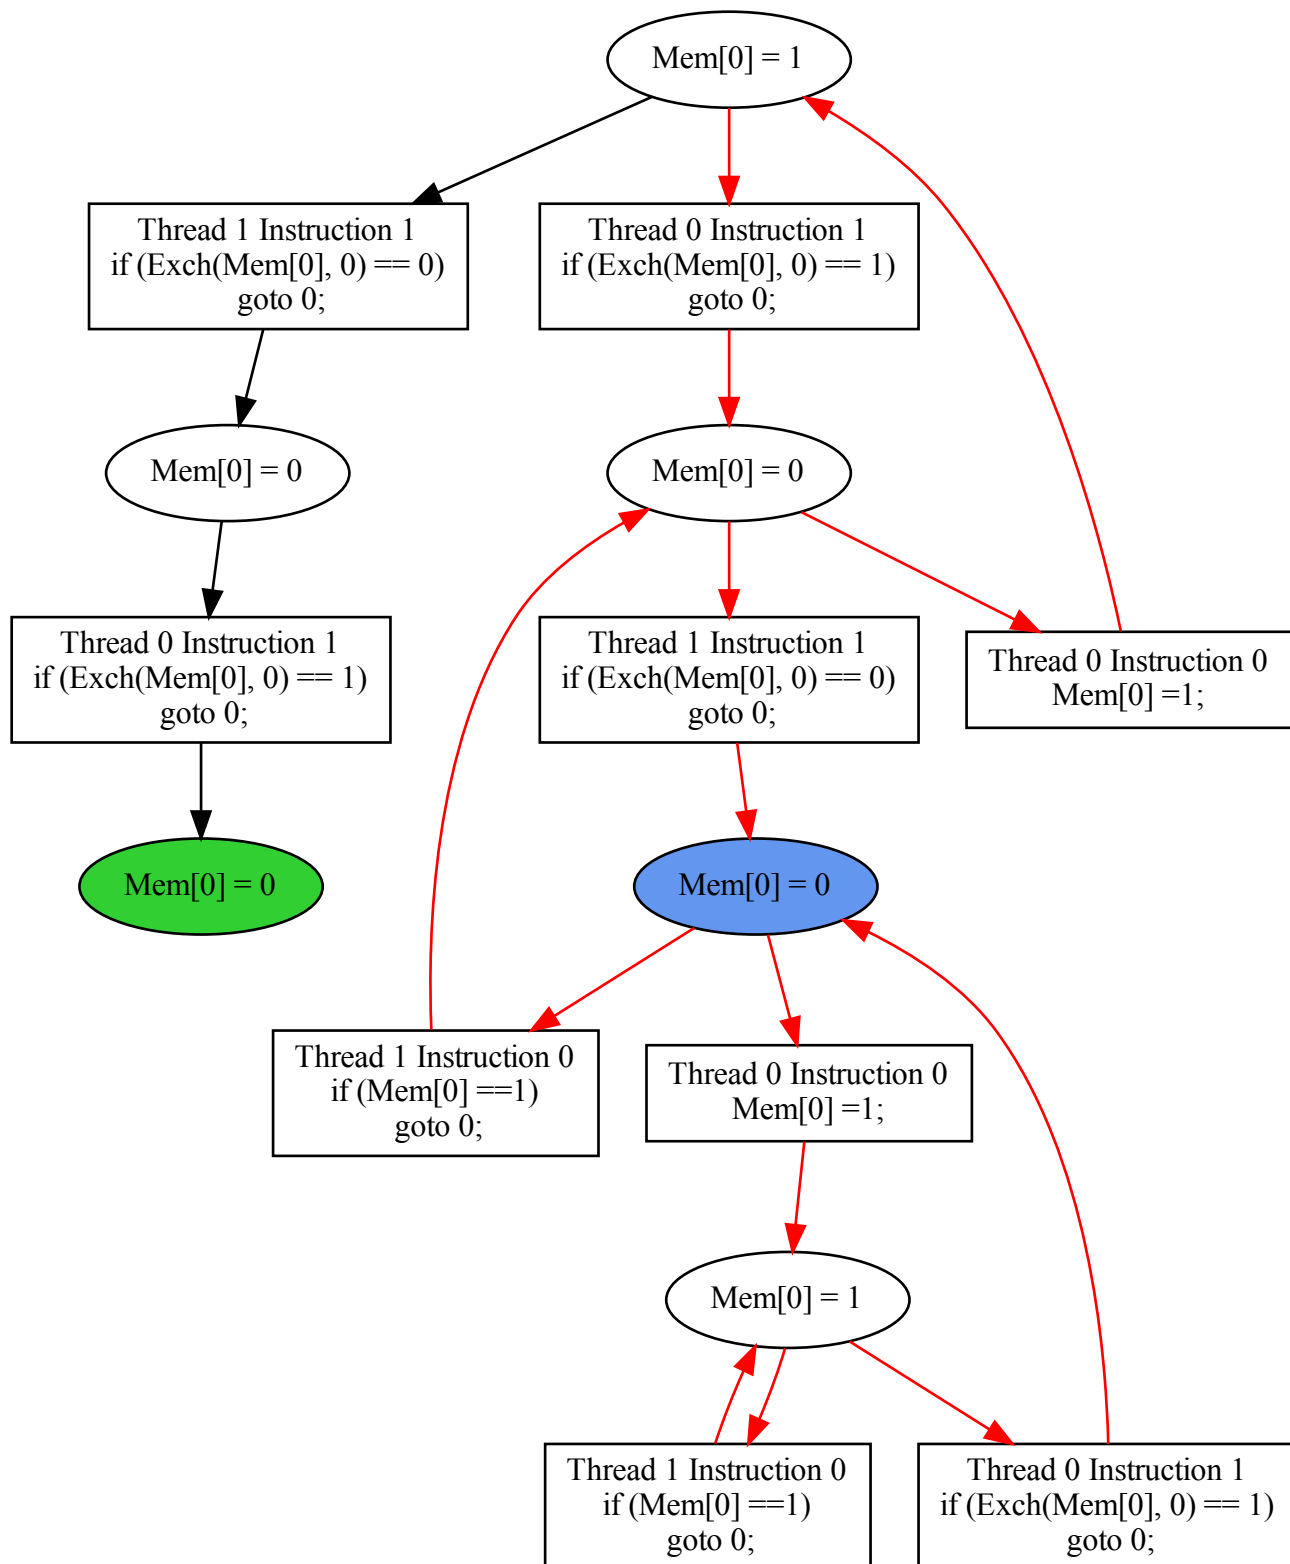 Mem[0] = 1
Thread 1 Instruction 1
if (Exch(Mem[0], 0) == 0)
goto 0;
Thread 0 Instruction 1
if (Exch(Mem[0], 0) == 1)
goto 0;
Mem[0] = 0
Mem[0] = 0
Thread 0 Instruction 1
if (Exch(Mem[0], 0) == 1)
goto 0;
Thread 1 Instruction 1
if (Exch(Mem[0], 0) == 0)
goto 0;
Thread 0 Instruction 0
Mem[0] =1;
Mem[0] = 0
Mem[0] = 0
Thread 1 Instruction 0
if (Mem[0] ==1)
goto 0;
Thread 0 Instruction 0
Mem[0] =1;
Mem[0] = 1
Thread 1 Instruction 0
if (Mem[0] ==1)
goto 0;
Thread 0 Instruction 1
if (Exch(Mem[0], 0) == 1)
goto 0;